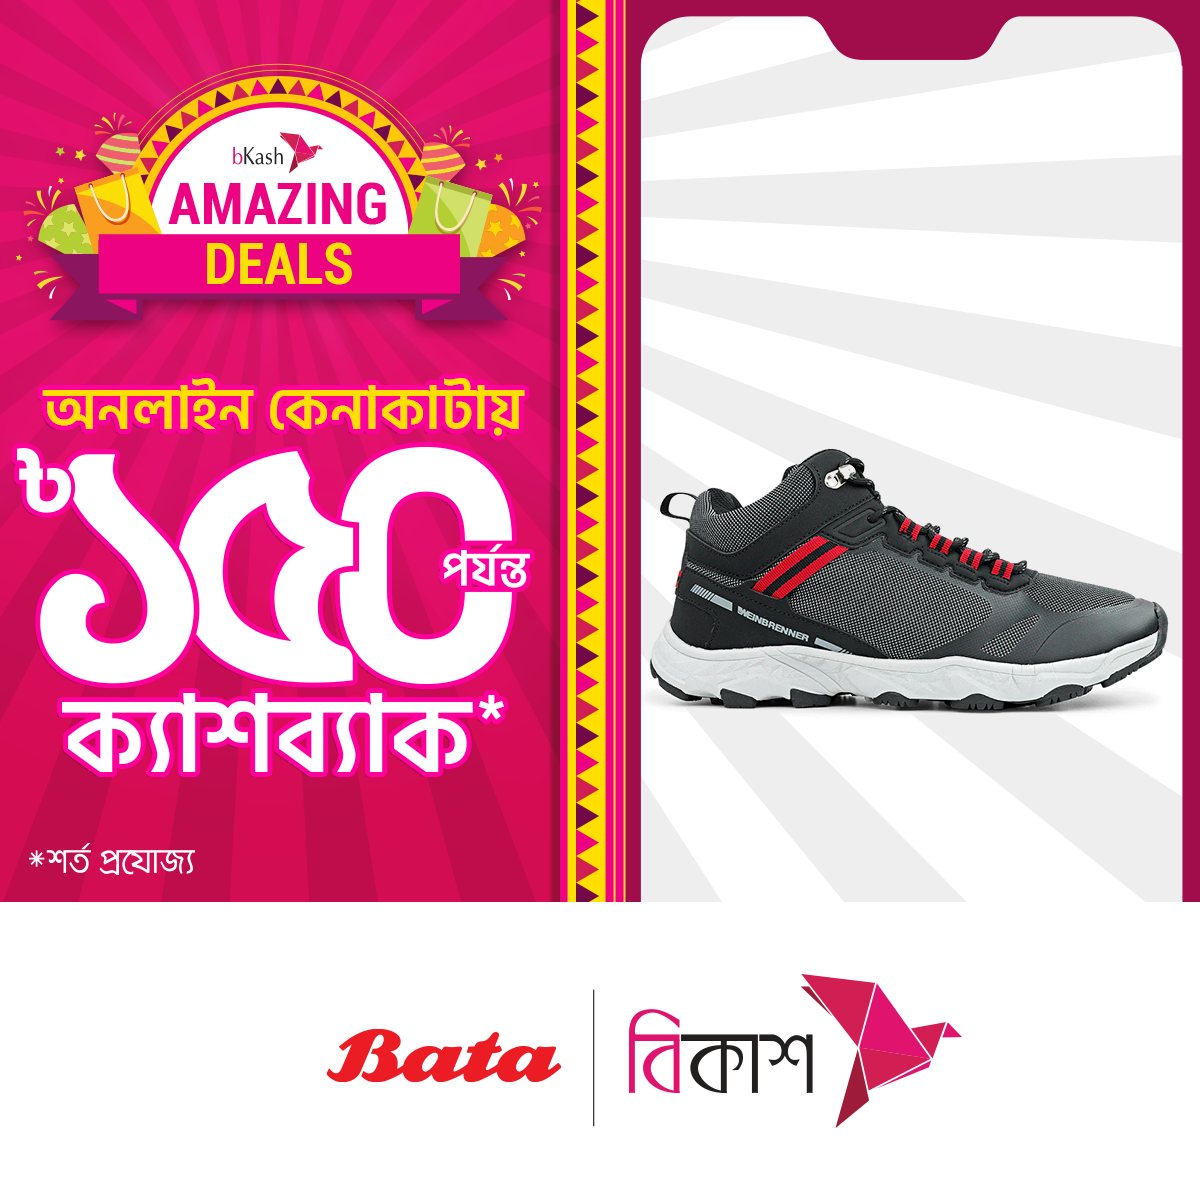 bKash
AMAZING
DEALS
অনলাইন কেনাকাটায়
৳১৫০
পর্যন্ত
ক্যাশব্যাক*
*শর্ত প্রযোজ্য
WEINBRENNER
Bata
বিকাশ